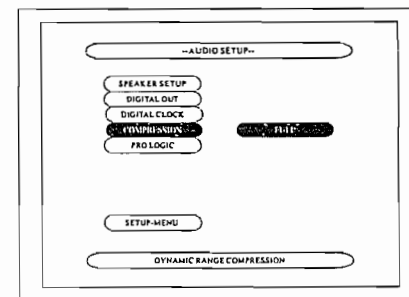 --AUDIO SETUP--
SPEAKER SETUP
DIGITAL OUT
DIGITAL CLOCK
COMPRESSION
PRO LOGIC
SETUP-MENU
DYNAMIC RANGE COMPRESSION